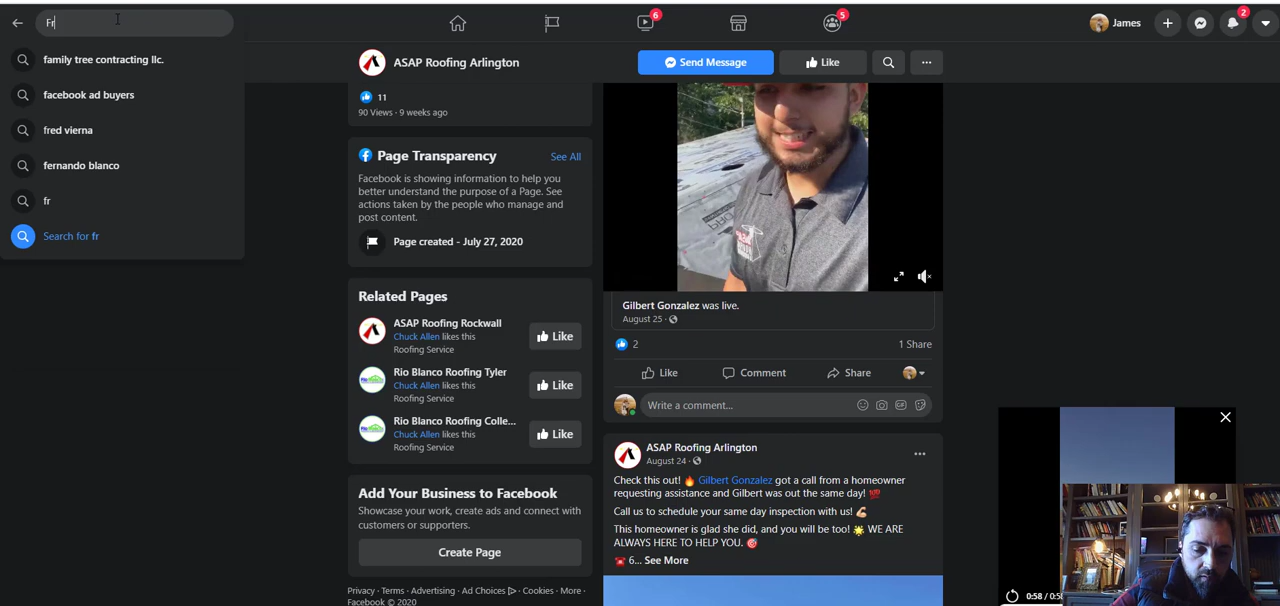 Fr
family tree contracting llc.
facebook ad buyers
fred vierna
fernando blanco
fr
Search for fr
6
5
James
2
ASAP Roofing Arlington
Send Message
Like
11
90 Views · 9 weeks ago
Page Transparency
See All
Facebook is showing information to help you
better understand the purpose of a Page. See
actions taken by the people who manage and
post content.
Page created - July 27, 2020
Related Pages
ASAP Roofing Rockwall
Chuck Allen likes this
Roofing Service
Like
Rio Blanco Roofing Tyler
Chuck Allen likes this
Roofing Service
Like
Rio Blanco Roofing Colle...
Chuck Allen likes this
Roofing Service
Like
Add Your Business to Facebook
Showcase your work, create ads and connect with
customers or supporters.
Create Page
Privacy · Terms · Advertising · Ad Choices · Cookies · More ·
Facebook © 2020
Gilbert Gonzalez was live.
August 25 ·
2
1 Share
Like
Comment
Share
Write a comment...
ASAP Roofing Arlington
August 24 ·
Check this out! 🔥 Gilbert Gonzalez got a call from a homeowner
requesting assistance and Gilbert was out the same day! 💯
Call us to schedule your same day inspection with us! 💪🏼
This homeowner is glad she did, and you will be too! 🌟 WE ARE
ALWAYS HERE TO HELP YOU. 🎯
☎️ 6... See More
0:58 / 0:58